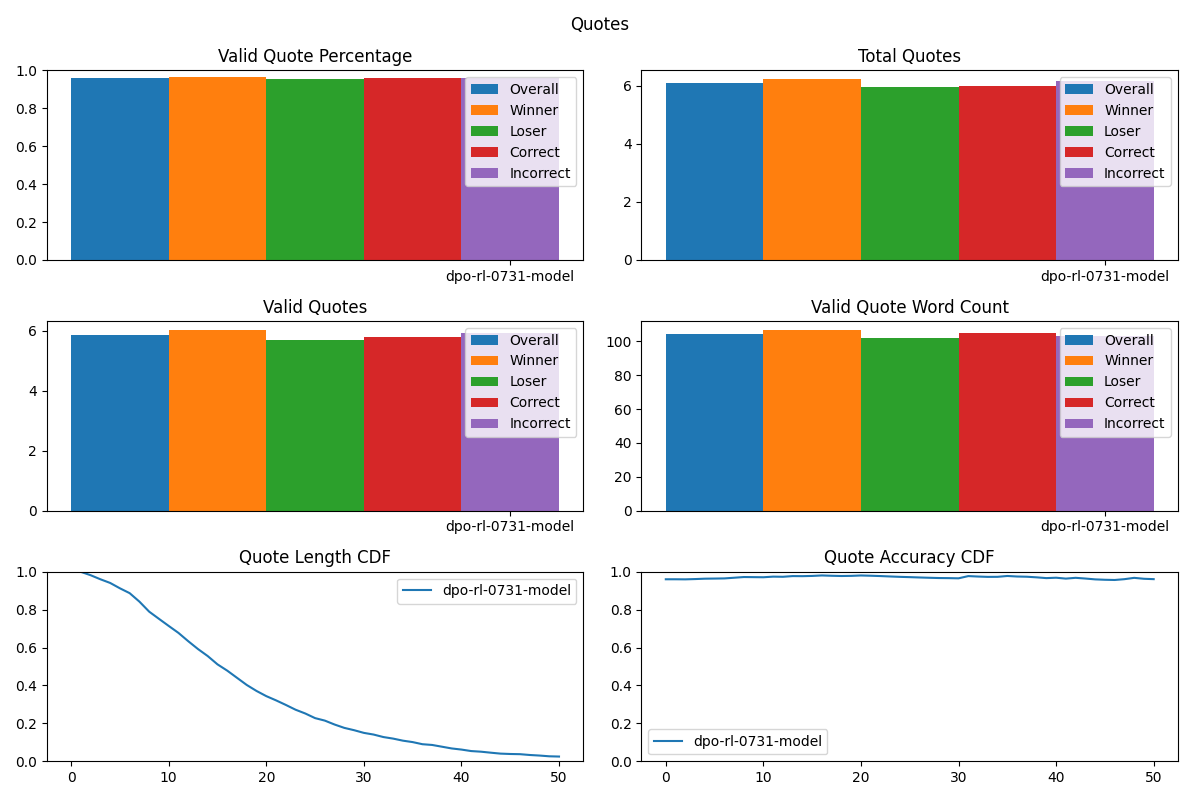 Quotes
Valid Quote Percentage
1.0
0.8
0.6
0.4
0.2
0.0
Overall
Winner
Loser
Correct
Incorrect
dpo-rl-0731-model
Total Quotes
6
4
2
0
Overall
Winner
Loser
Correct
Incorrect
dpo-rl-0731-model
Valid Quotes
6
4
2
0
Overall
Winner
Loser
Correct
Incorrect
dpo-rl-0731-model
Valid Quote Word Count
100
80
60
40
20
0
Overall
Winner
Loser
Correct
Incorrect
dpo-rl-0731-model
Quote Length CDF
1.0
0.8
0.6
0.4
0.2
0.0
dpo-rl-0731-model
0 10 20 30 40 50
Quote Accuracy CDF
1.0
0.8
0.6
0.4
0.2
0.0
dpo-rl-0731-model
0 10 20 30 40 50